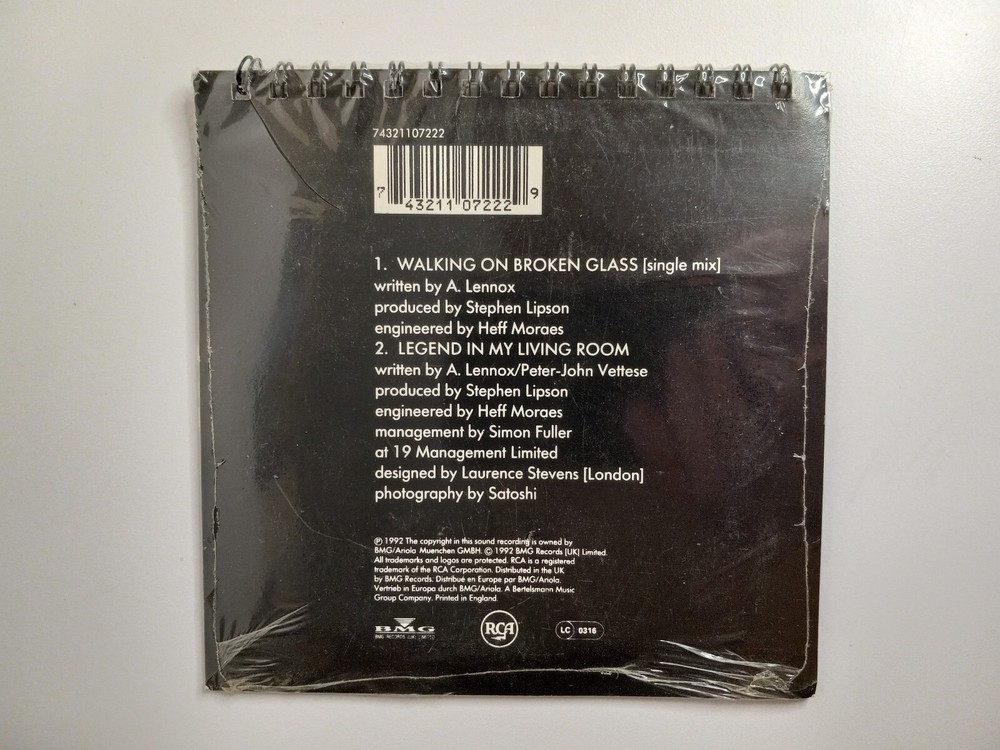 74321107222
7 43211 07222 9
1. WALKING ON BROKEN GLASS [single mix]
written by A. Lennox
produced by Stephen Lipson
engineered by Heff Moraes
2. LEGEND IN MY LIVING ROOM
written by A. Lennox/Peter-John Vettese
produced by Stephen Lipson
engineered by Heff Moraes
management by Simon Fuller
at 19 Management Limited
designed by Laurence Stevens [London]
photography by Satoshi
℗ 1992 The copyright in this sound recording is owned by
BMG/Ariola Muenchen GMBH. © 1992 BMG Records [UK] Limited.
All trademarks and logos are protected. RCA is a registered
trademark of the RCA Corporation. Distributed in the UK
by BMG Records. Distribué en Europe par BMG/Ariola.
Vertrieb in Europa durch BMG/Ariola. A Bertelsmann Music
Group Company. Printed in England.
BMG
BMG RECORDS (UK) LIMITED
RCA
LC 0316